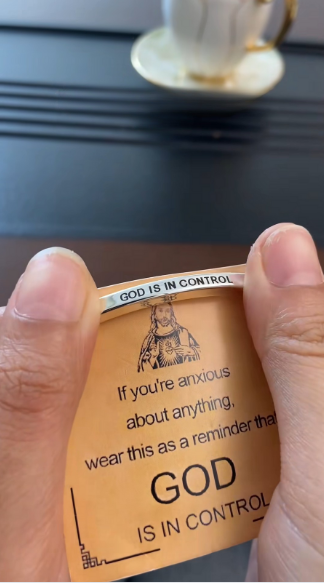 GOD IS IN CONTROL
If you're anxious
about anything,
wear this as a reminder that
GOD
IS IN CONTROL